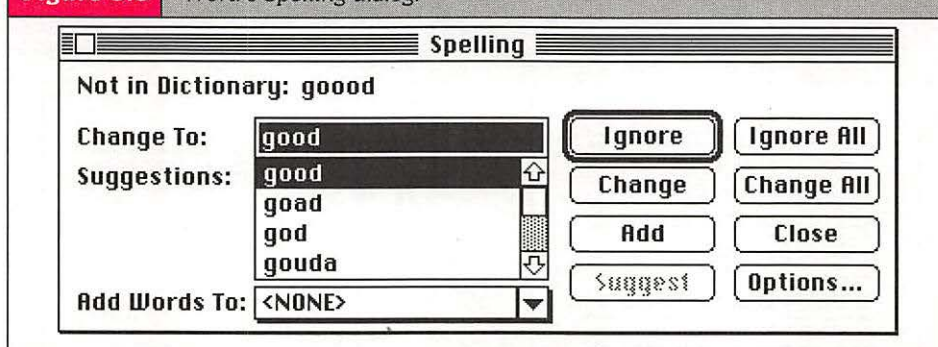 Spelling
Not in Dictionary: goood
Change To: good
Suggestions: good
goad
god
gouda
Add Words To: <NONE>
Ignore
Ignore All
Change
Change All
Add
Close
Suggest
Options...